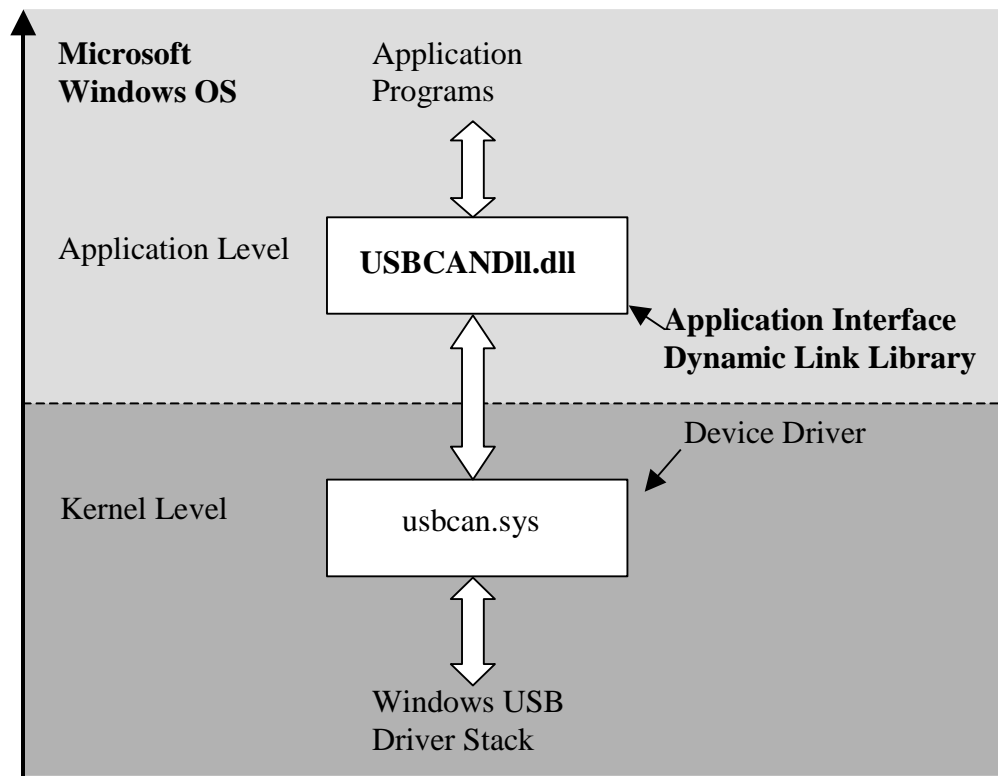 Microsoft
Windows OS
Application
Programs
Application Level
USBCANDll.dll
Application Interface
Dynamic Link Library
Device Driver
Kernel Level
usbcan.sys
Windows USB
Driver Stack